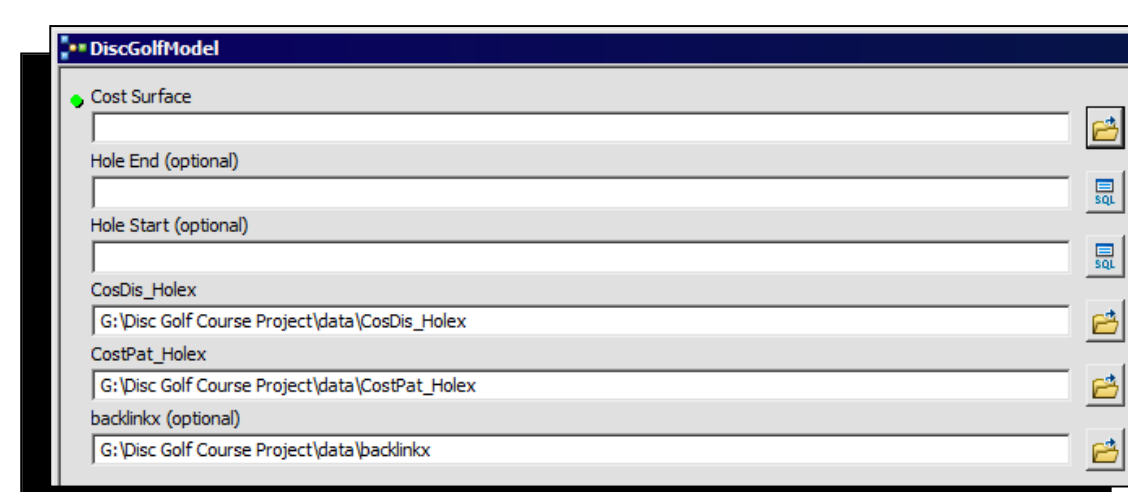 DiscGolfModel
Cost Surface
Hole End (optional)
SQL
Hole Start (optional)
SQL
CosDis_Holex
G:\Disc Golf Course Project\data\CosDis_Holex
CostPat_Holex
G:\Disc Golf Course Project\data\CostPat_Holex
backlinkx (optional)
G:\Disc Golf Course Project\data\backlinkx